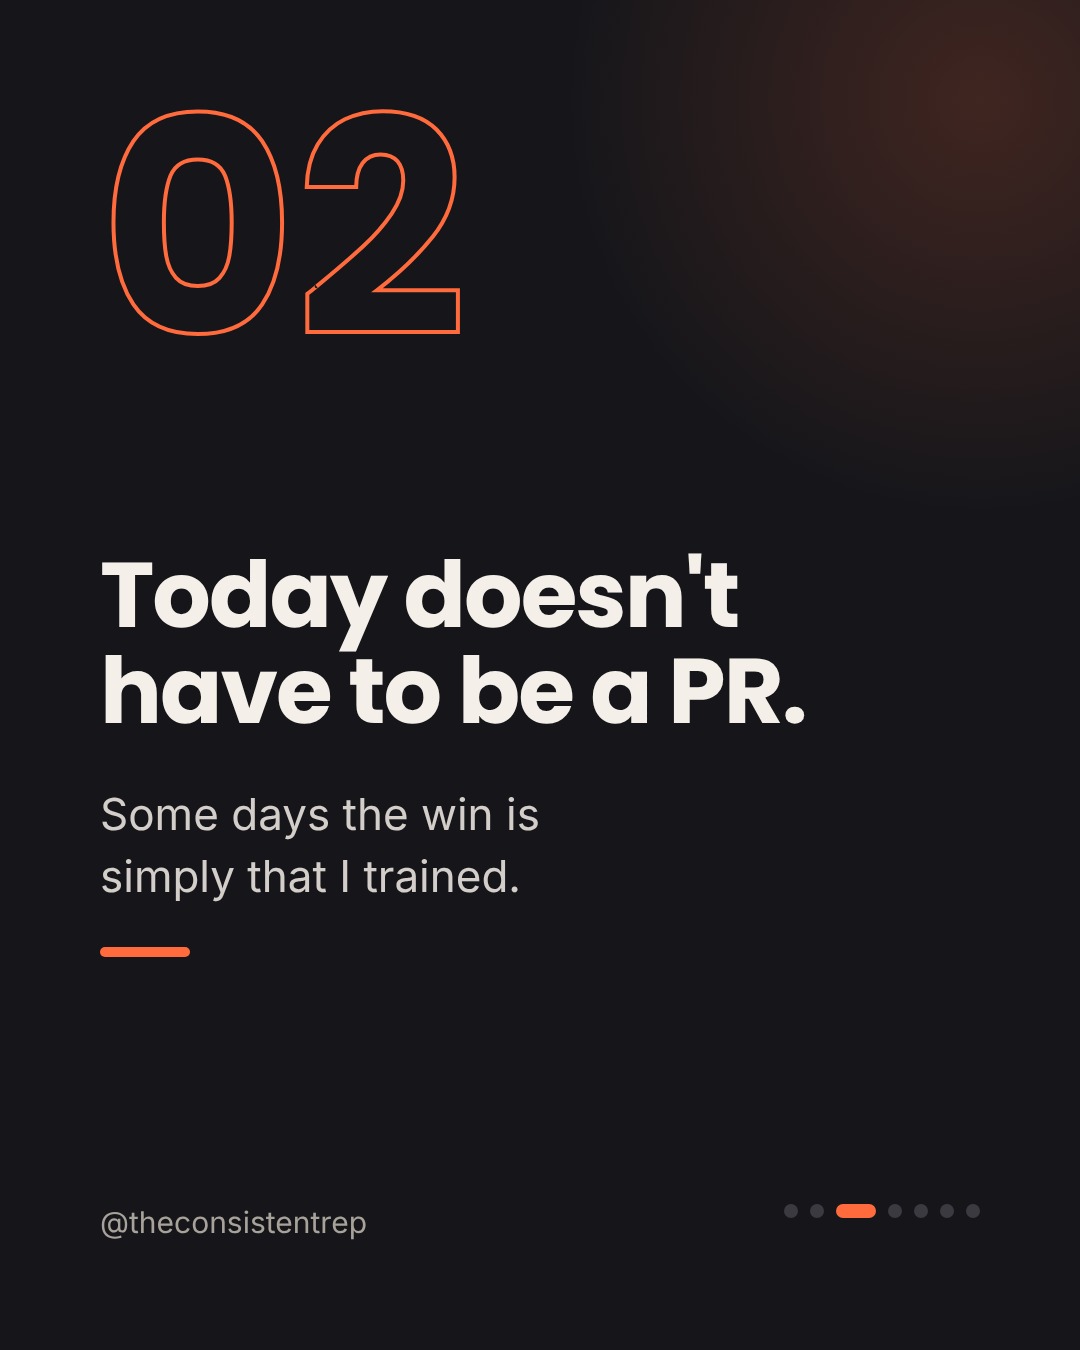 02
Today doesn't
have to be a PR.
Some days the win is
simply that I trained.
@theconsistentrep